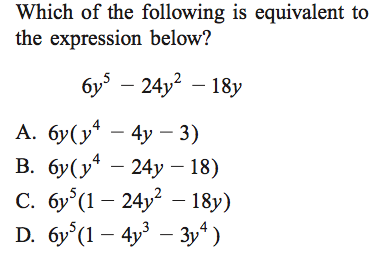 Which of the following is equivalent to
the expression below?
6y⁵ − 24y² − 18y
A. 6y(y⁴ − 4y − 3)
B. 6y(y⁴ − 24y − 18)
C. 6y⁵(1 − 24y² − 18y)
D. 6y⁵(1 − 4y³ − 3y⁴)